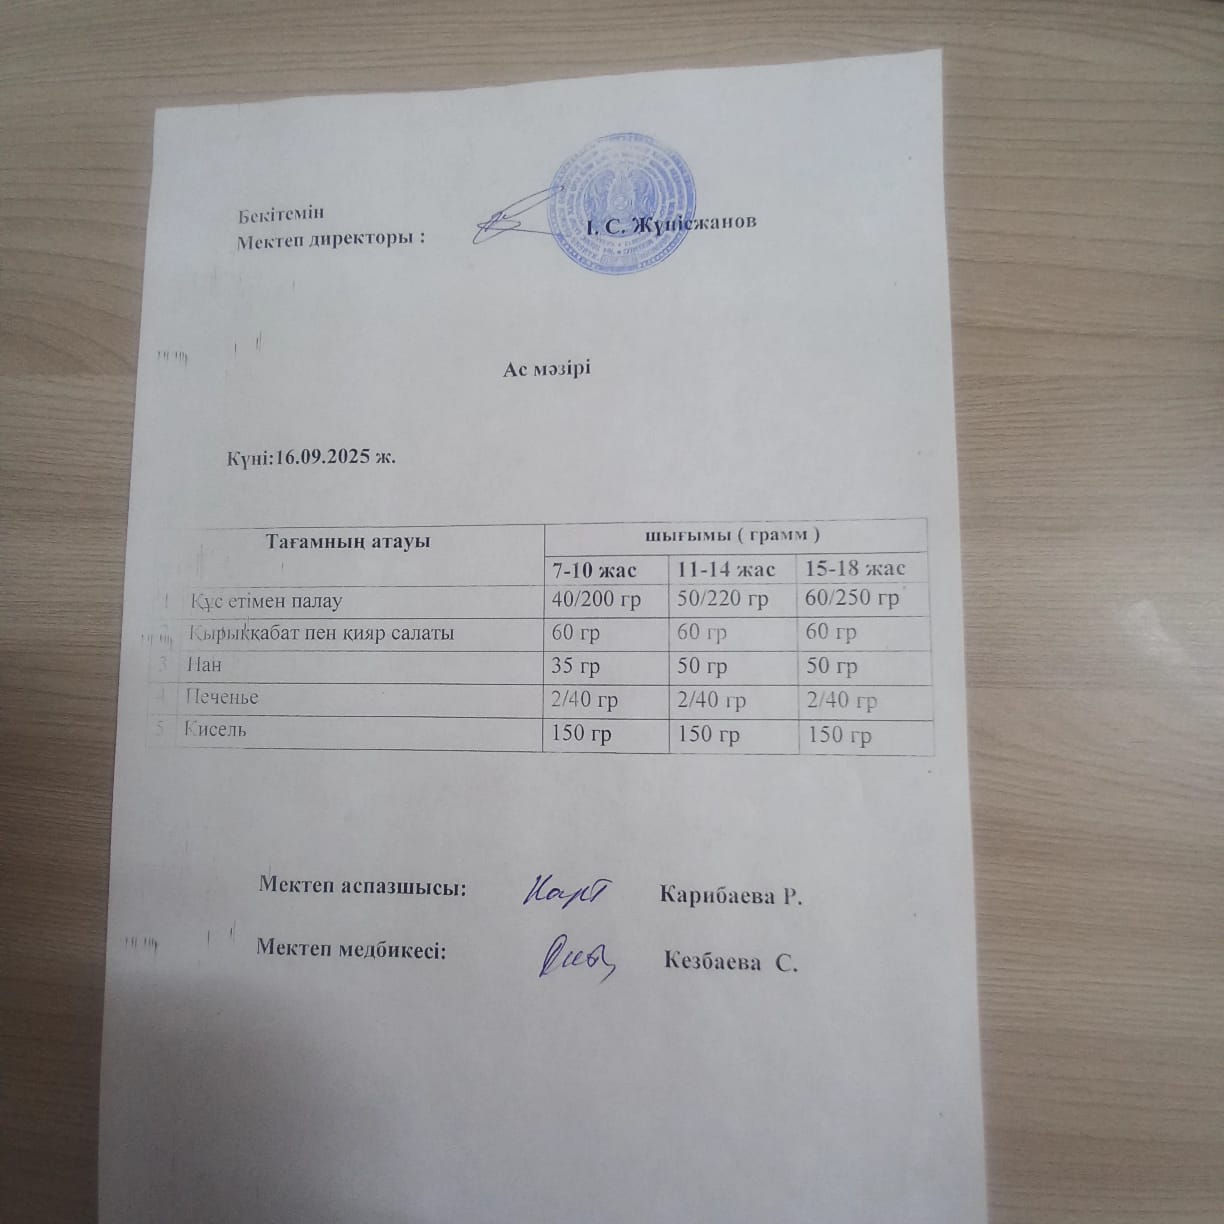 Бекітемін
Мектеп директоры : І. С. Жүнісжанов
Ас мәзірі
Күні:16.09.2025 ж.
Тағамның атауы шығымы ( грамм )
7-10 жас 11-14 жас 15-18 жас
1 Құс етімен палау 40/200 гр 50/220 гр 60/250 гр
Қырыққабат пен қияр салаты 60 гр 60 гр 60 гр
3 Нан 35 гр 50 гр 50 гр
4 Печенье 2/40 гр 2/40 гр 2/40 гр
5 Кисель 150 гр 150 гр 150 гр
Мектеп аспазшысы: Карибаева Р.
Мектеп медбикесі: Кезбаева С.